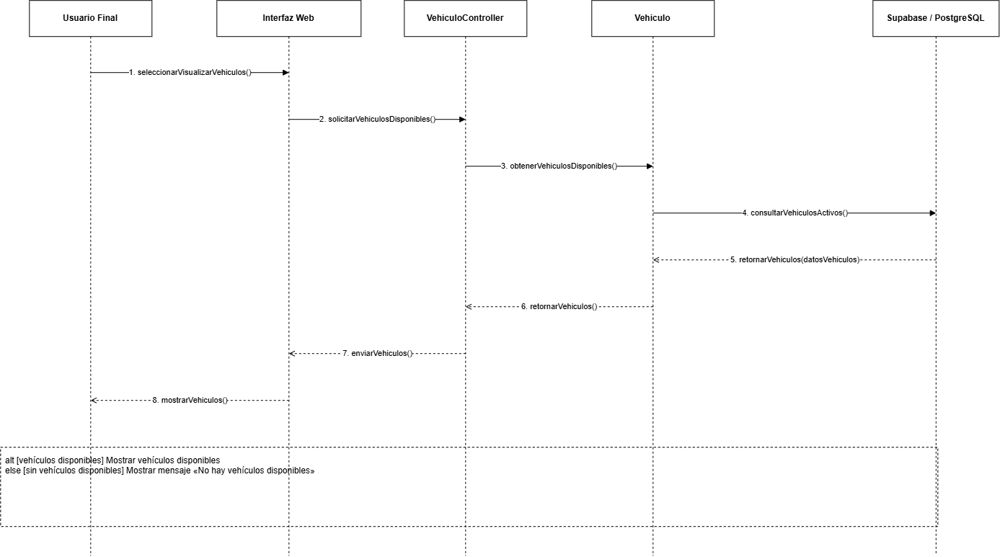 Usuario Final
Interfaz Web
VehiculoController
Vehiculo
Supabase / PostgreSQL
1. seleccionarVisualizarVehiculos()
2. solicitarVehiculosDisponibles()
3. obtenerVehiculosDisponibles()
4. consultarVehiculosActivos()
5. retornarVehiculos(datosVehiculos)
6. retornarVehiculos()
7. enviarVehiculos()
8. mostrarVehiculos()
alt [vehículos disponibles] Mostrar vehículos disponibles
else [sin vehículos disponibles] Mostrar mensaje «No hay vehículos disponibles»